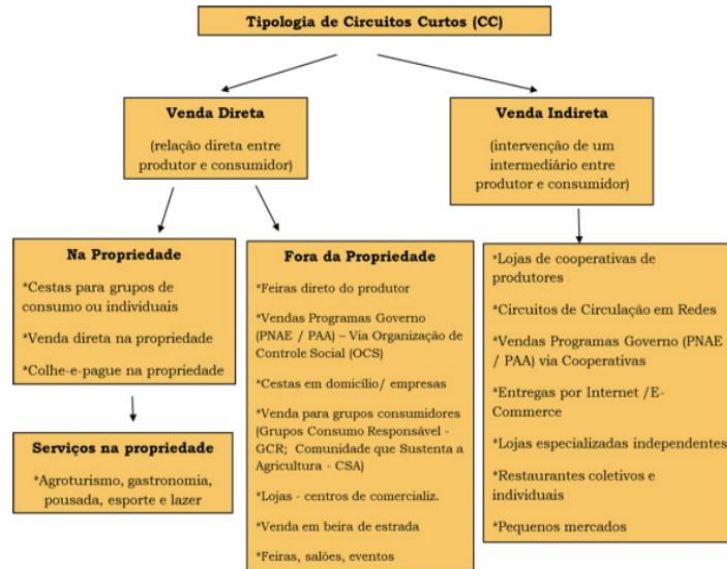 Tipologia de Circuitos Curtos (CC)
Venda Direta
(relação direta entre
produtor e consumidor)
Venda Indireta
(intervenção de um
intermediário entre
produtor e consumidor)
Na Propriedade
*Cestas para grupos de
consumo ou individuais
*Venda direta na propriedade
*Colhe-e-pague na propriedade
Serviços na propriedade
*Agroturismo, gastronomia,
pousada, esporte e lazer
Fora da Propriedade
*Feiras direto do produtor
*Vendas Programas Governo
(PNAE / PAA) – Via Organização de
Controle Social (OCS)
*Cestas em domicílio/ empresas
*Venda para grupos consumidores
(Grupos Consumo Responsável -
GCR; Comunidade que Sustenta a
Agricultura - CSA)
*Lojas - centros de comercializ.
*Venda em beira de estrada
*Feiras, salões, eventos
*Lojas de cooperativas de
produtores
*Circuitos de Circulação em Redes
*Vendas Programas Governo (PNAE
/ PAA) via Cooperativas
*Entregas por Internet /E-
Commerce
*Lojas especializadas independentes
*Restaurantes coletivos e
individuais
*Pequenos mercados